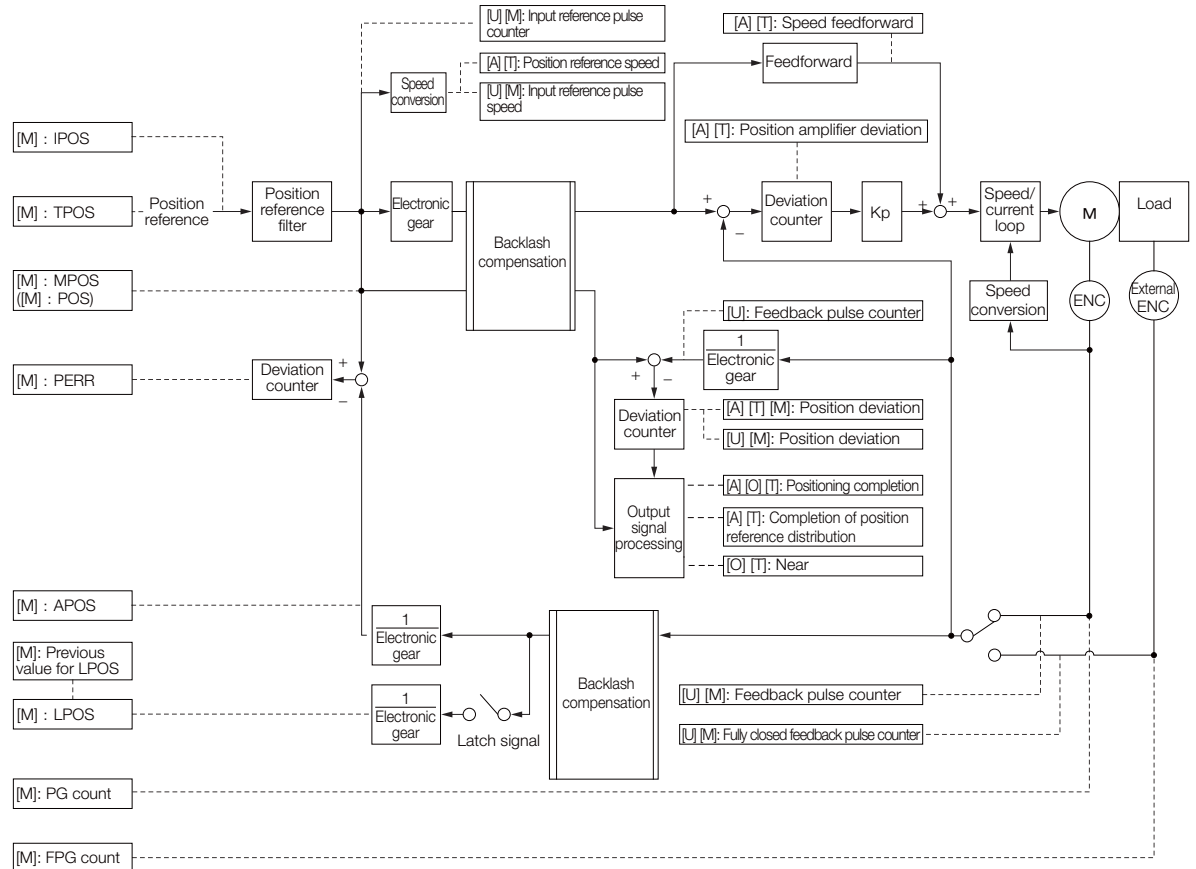 [U] [M]: Input reference pulse
counter
[A] [T]: Speed feedforward
[A] [T]: Position reference speed
Feedforward
Speed
conversion
[U] [M]: Input reference pulse
speed
[M] : IPOS
[A] [T]: Position amplifier deviation
[M] : TPOS
Position
reference
Position
reference
filter
Electronic
gear
Backlash
compensation
+
−
Deviation
counter
Kp
+
+
Speed/
current
loop
M
Load
[M] : MPOS
([M] : POS)
Speed
conversion
ENC
External
ENC
[U]: Feedback pulse counter
1
Electronic
gear
+
−
[M] : PERR
Deviation
counter
+
−
Deviation
counter
[A] [T] [M]: Position deviation
[U] [M]: Position deviation
Output
signal
processing
[A] [O] [T]: Positioning completion
[A] [T]: Completion of position
reference distribution
[O] [T]: Near
[M] : APOS
1
Electronic
gear
[M]: Previous
value for LPOS
Backlash
compensation
[M] : LPOS
1
Electronic
gear
Latch signal
[U] [M]: Feedback pulse counter
[U] [M]: Fully closed feedback pulse counter
[M]: PG count
[M]: FPG count